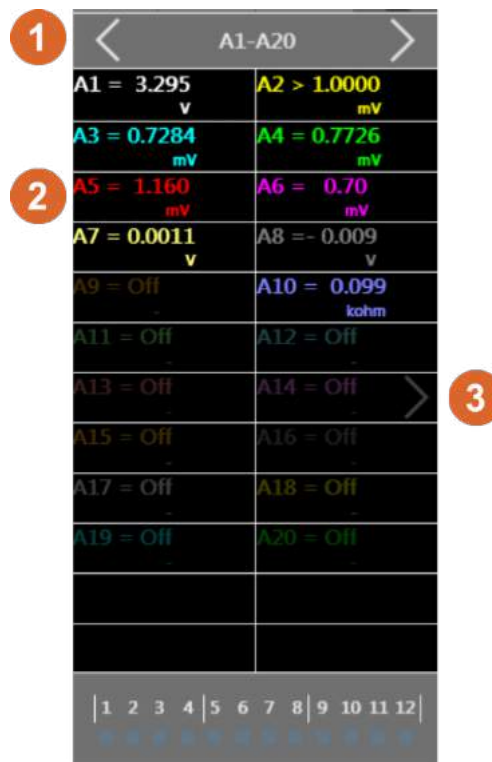 1
A1-A20
A1 = 3.295
V
A2 > 1.0000
mV
A3 = 0.7284
mV
A4 = 0.7726
mV
2
A5 = 1.160
mV
A6 = 0.70
mV
A7 = 0.0011
V
A8 =- 0.009
V
A9 = Off
-
A10 = 0.099
kohm
A11 = Off
-
A12 = Off
-
A13 = Off
-
A14 = Off
-
3
A15 = Off
-
A16 = Off
-
A17 = Off
-
A18 = Off
-
A19 = Off
-
A20 = Off
-
|1 2 3 4|5 6 7 8|9 10 11 12|